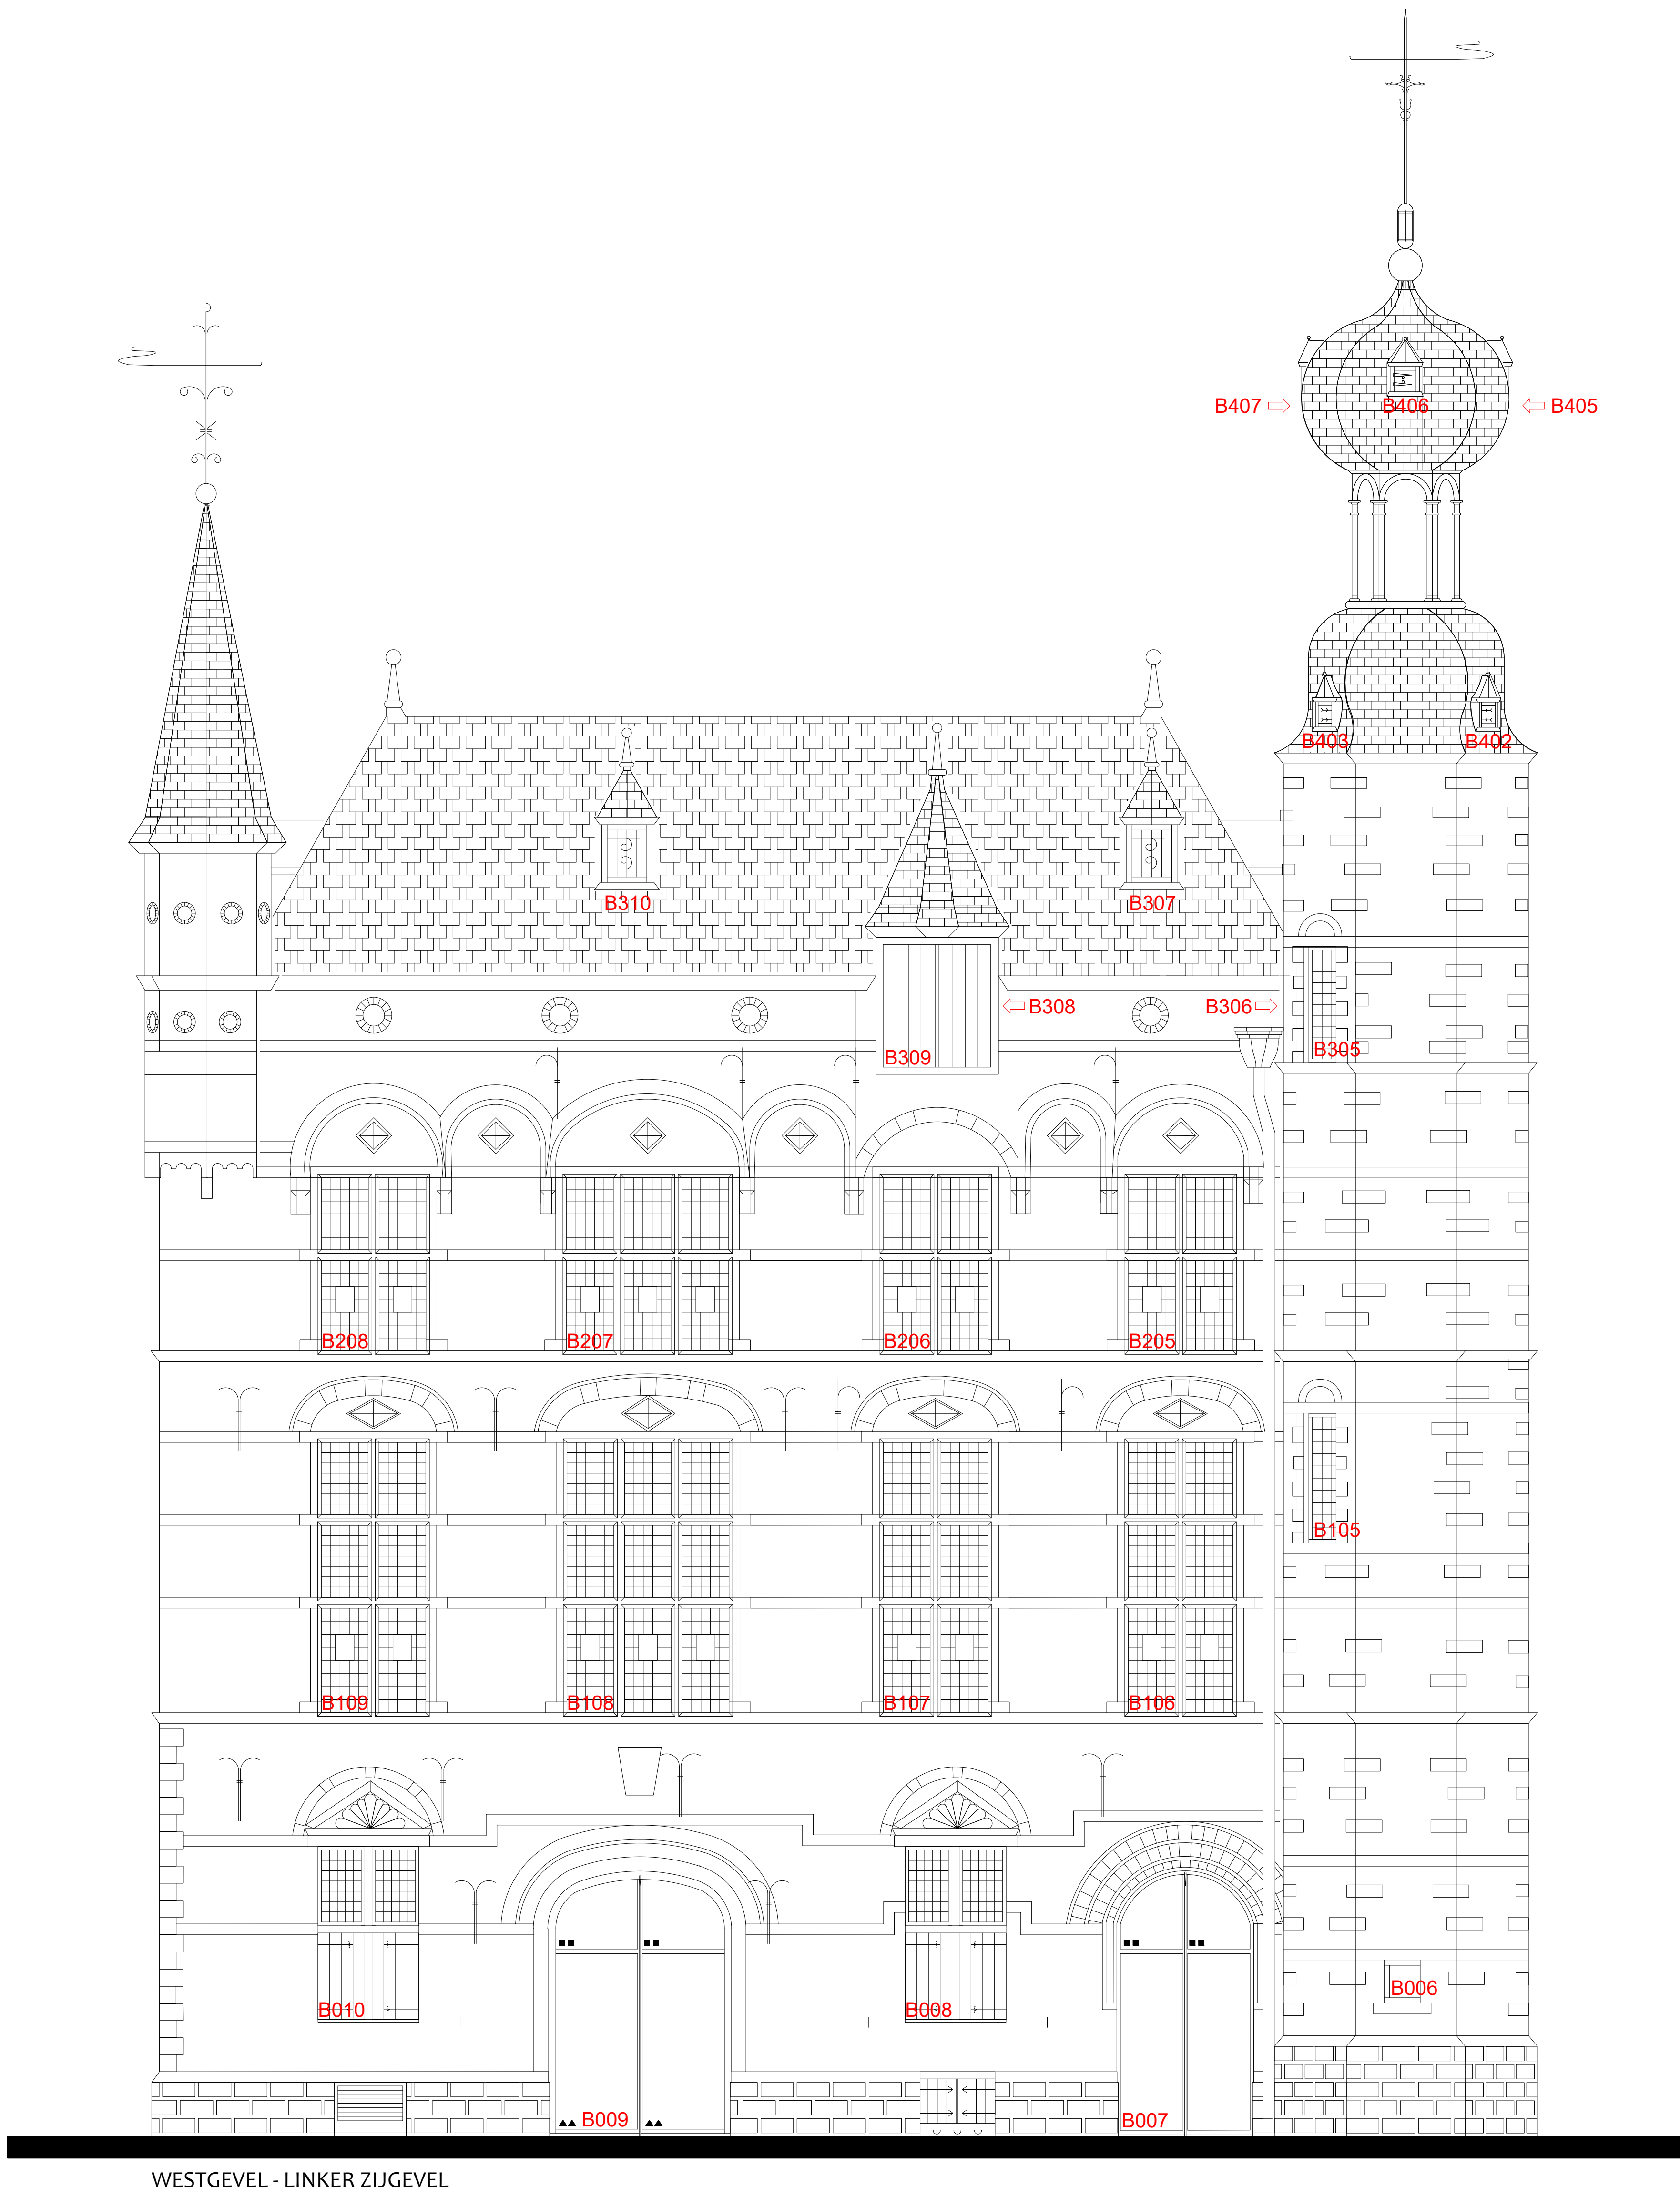 B407 B406 B405
B403 B402
B310 B307
B308 B306
B309 B305
B208 B207 B206 B205
B105
B109 B108 B107 B106
B006
B010 B008
B009 B007
WESTGEVEL - LINKER ZIJGEVEL